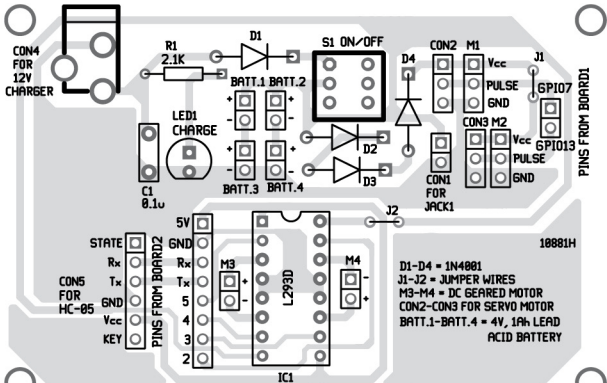 CON4
FOR
12V
CHARGER
R1
2.1K
D1
S1 ON/OFF
D4
CON2 M1
Vcc
PULSE
GND
J1
GPIO7
GPIO13
PINS FROM BOARD1
BATT.1 BATT.2
+ +
- -
LED1
CHARGE
C1
0.1u
+ +
- -
BATT.3 BATT.4
D2
D3
CON1
FOR
JACK1
CON3 M2
Vcc
PULSE
GND
J2
10881H
STATE
Rx
Tx
GND
Vcc
KEY
CON5
FOR
HC-05
PINS FROM BOARD2
5V
GND
Rx
Tx
5
4
3
2
M3
+
-
L293D
IC1
M4
-
+
D1-D4 = 1N4001
J1-J2 = JUMPER WIRES
M3-M4 = DC GEARED MOTOR
CON2-CON3 FOR SERVO MOTOR
BATT.1-BATT.4 = 4V, 1Ah LEAD
ACID BATTERY